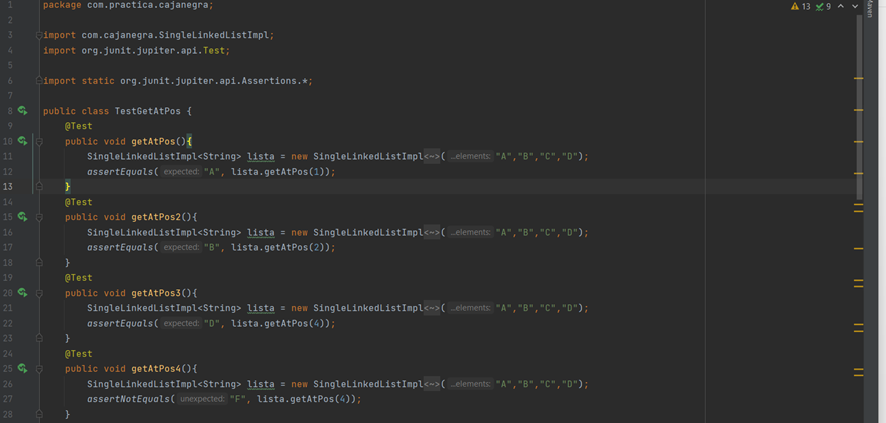 1 package com.practica.cajanegra; 13 9
2
3 import com.cajanegra.SingleLinkedListImpl;
4 import org.junit.jupiter.api.Test;
5
6 import static org.junit.jupiter.api.Assertions.*;
7
8 public class TestGetAtPos {
9 @Test
10 public void getAtPos(){
11 SingleLinkedListImpl<String> lista = new SingleLinkedListImpl<~>( ...elements: "A","B","C","D");
12 assertEquals( expected: "A", lista.getAtPos(1));
13 }
14 @Test
15 public void getAtPos2(){
16 SingleLinkedListImpl<String> lista = new SingleLinkedListImpl<~>( ...elements: "A","B","C","D");
17 assertEquals( expected: "B", lista.getAtPos(2));
18 }
19 @Test
20 public void getAtPos3(){
21 SingleLinkedListImpl<String> lista = new SingleLinkedListImpl<~>( ...elements: "A","B","C","D");
22 assertEquals( expected: "D", lista.getAtPos(4));
23 }
24 @Test
25 public void getAtPos4(){
26 SingleLinkedListImpl<String> lista = new SingleLinkedListImpl<~>( ...elements: "A","B","C","D");
27 assertNotEquals( unexpected: "F", lista.getAtPos(4));
28 }
Maven